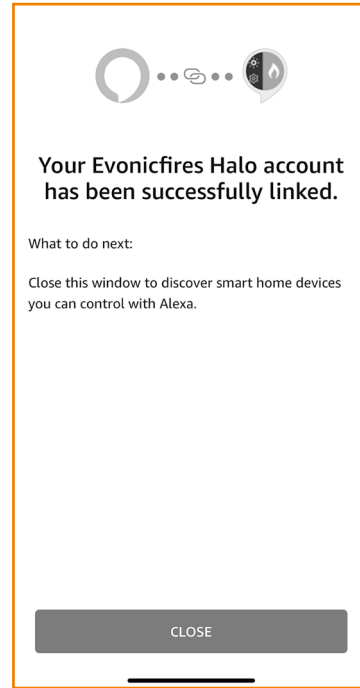 Your Evonicfires Halo account
has been successfully linked.
What to do next:
Close this window to discover smart home devices
you can control with Alexa.
CLOSE